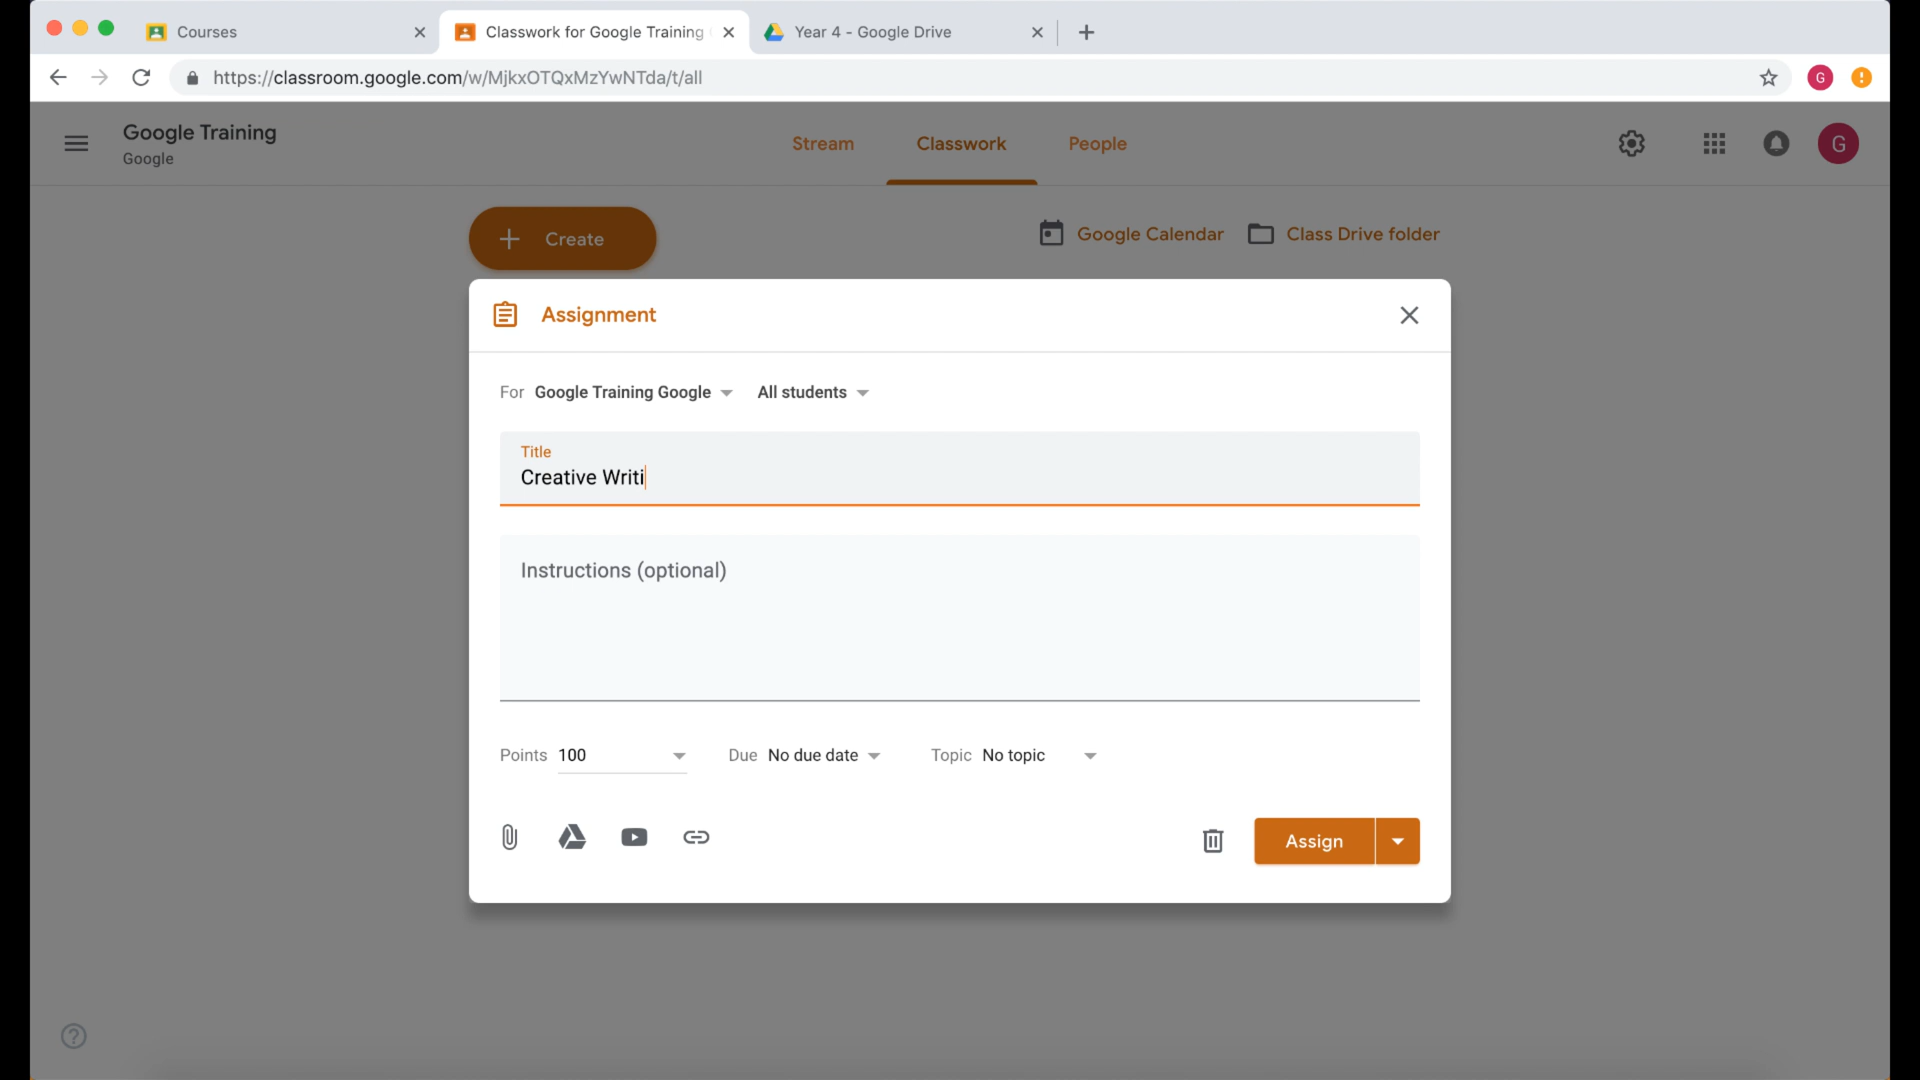 Courses
Classwork for Google Training
Year 4 - Google Drive
https://classroom.google.com/w/MjkxOTQxMzYwNTda/t/all
G
Google Training
Google
Stream
Classwork
People
G
Create
Google Calendar
Class Drive folder
Assignment
For Google Training Google
All students
Title
Creative Writi
Instructions (optional)
Points 100
Due No due date
Topic No topic
Assign